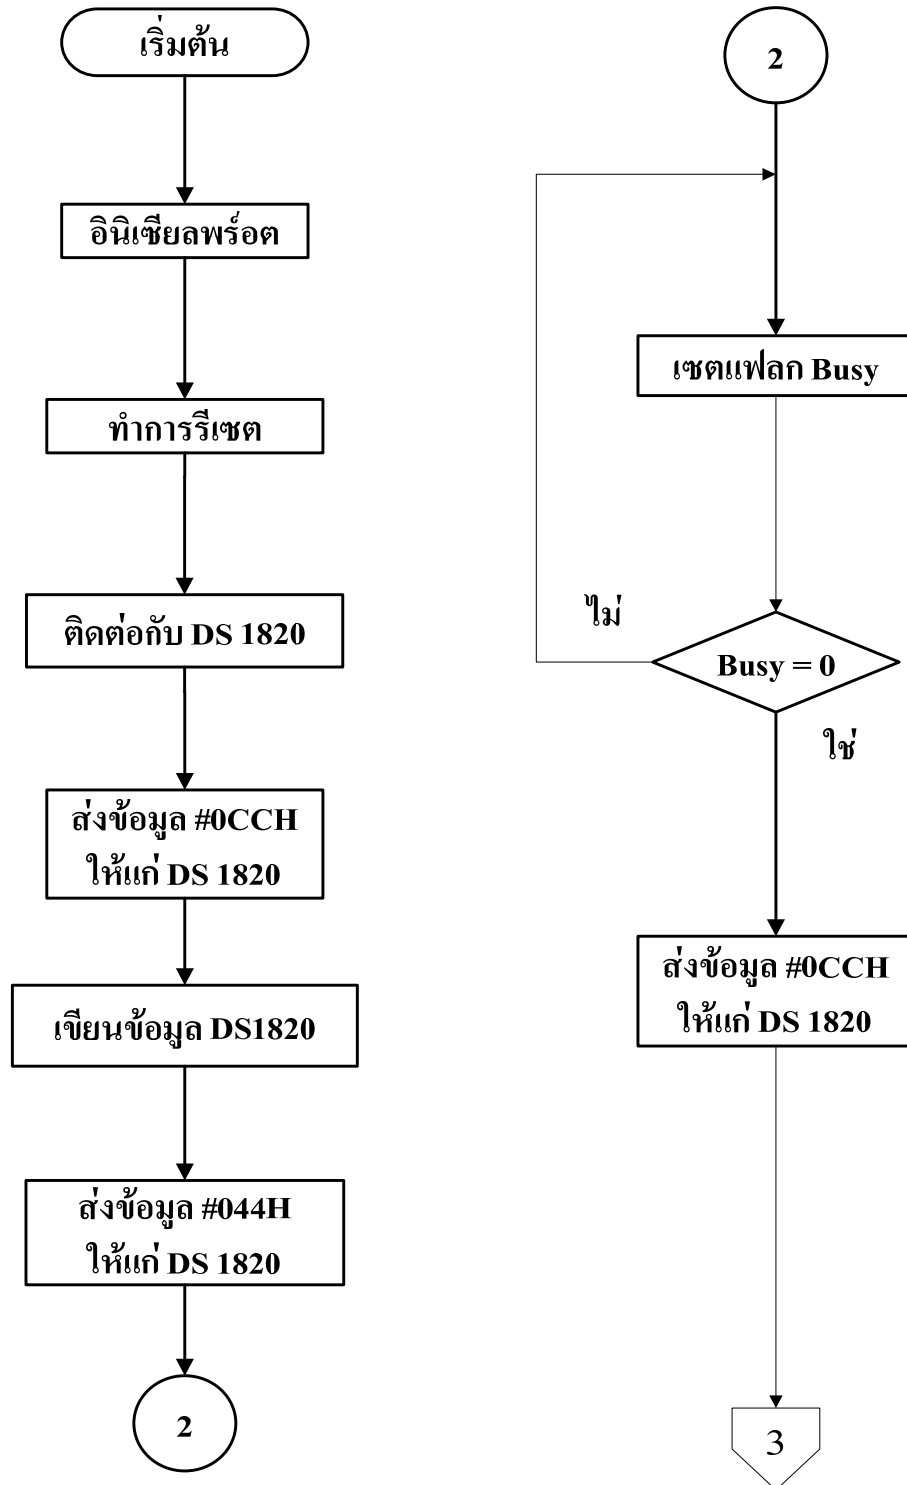 เริ่มต้น
อินิเซียลพร์อต
ทำการรีเซต
ติดต่อกับ DS 1820
ส่งข้อมูล #0CCH
ให้แก่ DS 1820
เขียนข้อมูล DS1820
ส่งข้อมูล #044H
ให้แก่ DS 1820
2
2
เซตแฟลก Busy
ไม่
Busy = 0
ใช่
ส่งข้อมูล #0CCH
ให้แก่ DS 1820
3